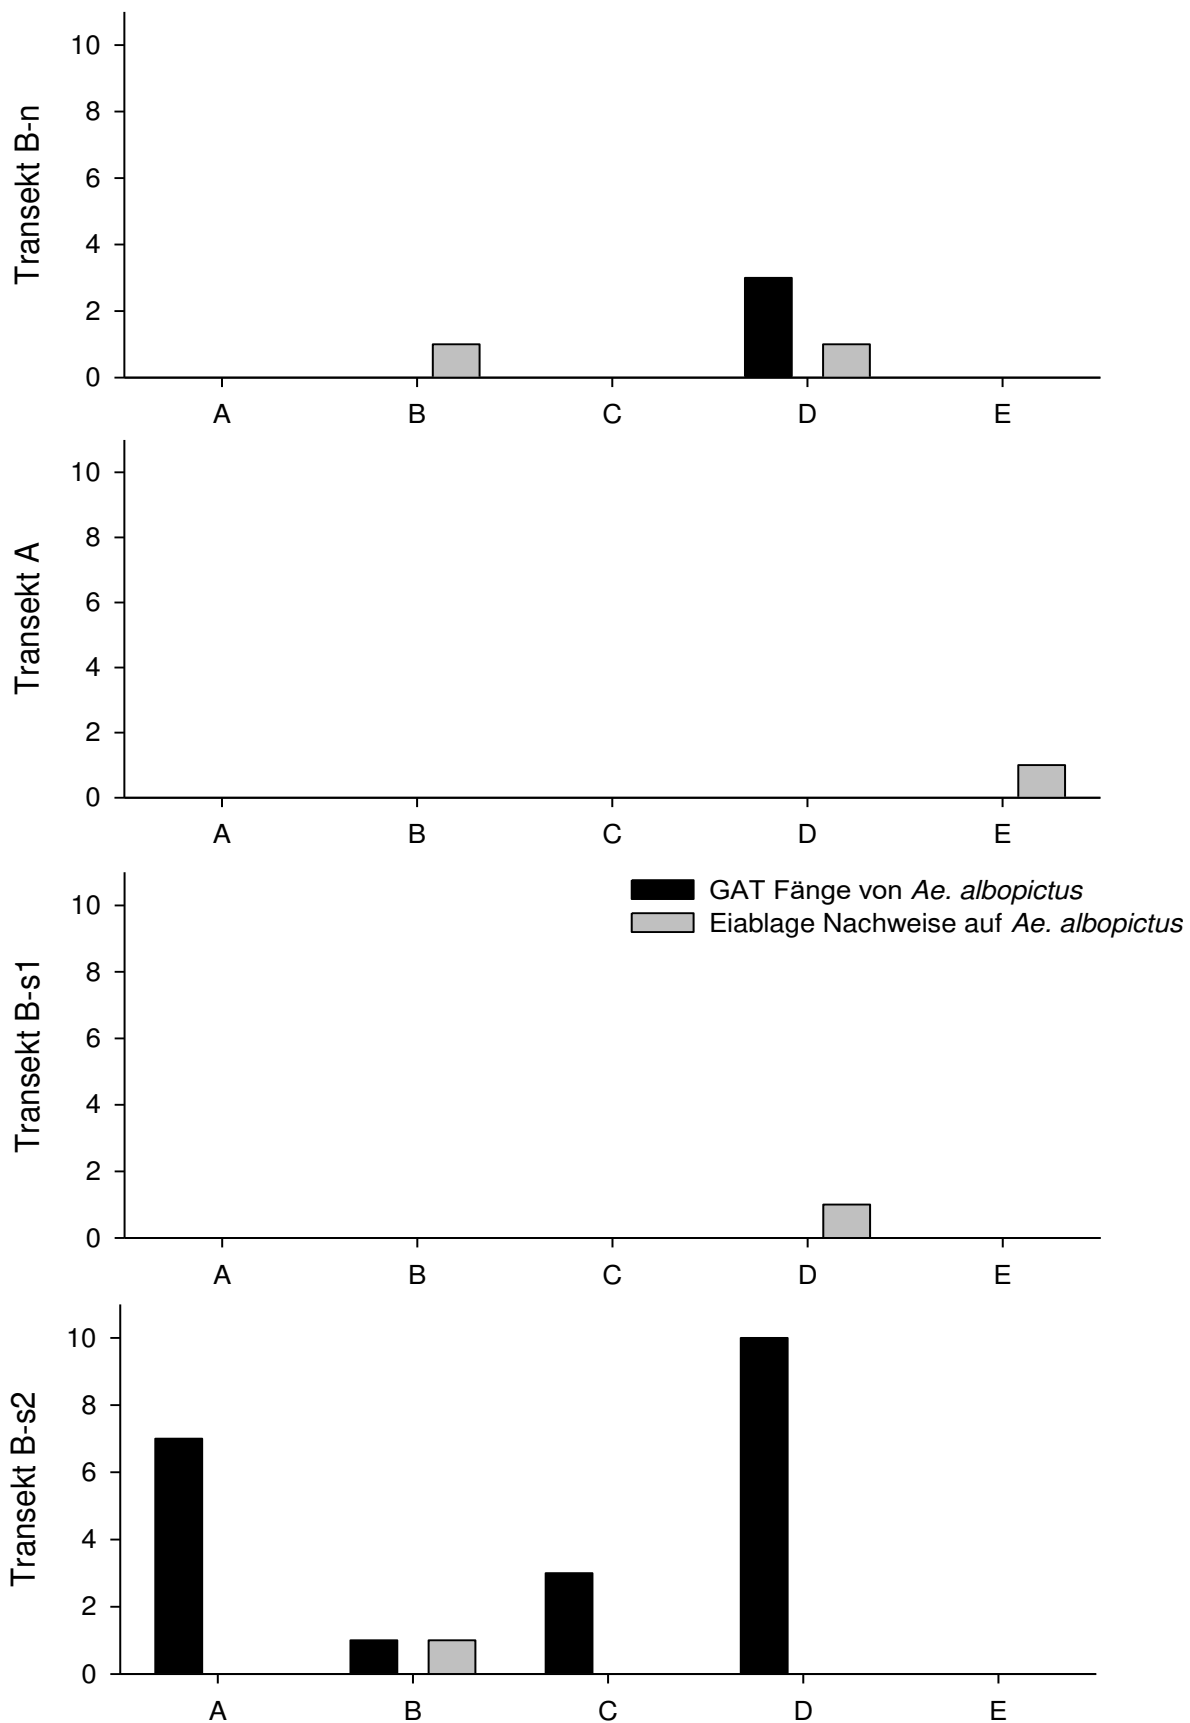 Transekt B-n
10
8
6
4
2
0
A B C D E
Transekt A
10
8
6
4
2
0
A B C D E
GAT Fänge von Ae. albopictus
Eiablage Nachweise auf Ae. albopictus
Transekt B-s1
10
8
6
4
2
0
A B C D E
Transekt B-s2
10
8
6
4
2
0
A B C D E